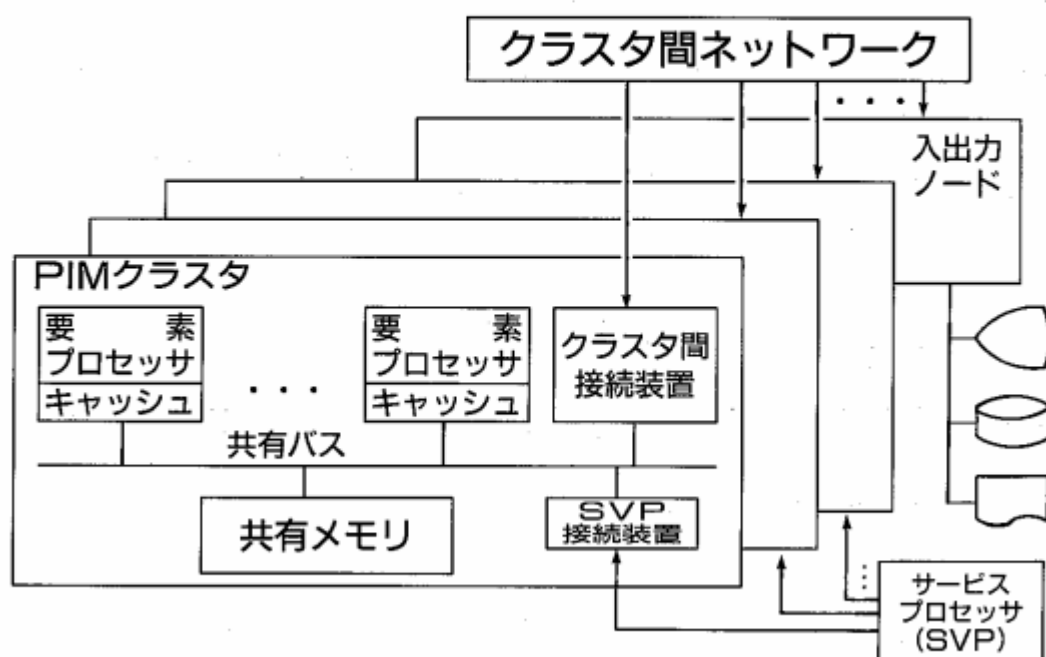 クラスタ間ネットワーク
・・・
入出力
ノード
PIMクラスタ
要 素
プロセッサ
キャッシュ
・・・
要 素
プロセッサ
キャッシュ
クラスタ間
接続装置
共有バス
共有メモリ
SVP
接続装置
サービス
プロセッサ
(SVP)